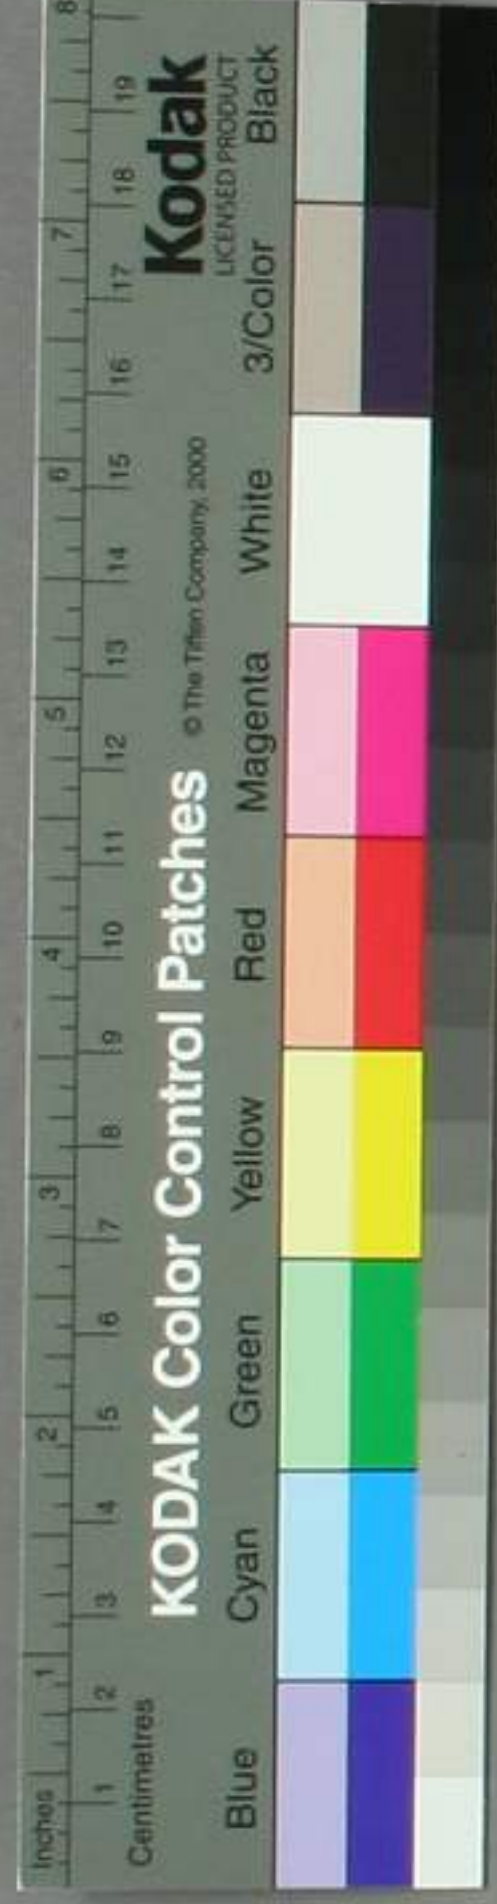 Inches 1 2 3 4 5 6 7 8
Centimetres 1 2 3 4 5 6 7 8 9 10 11 12 13 14 15 16 17 18 19
KODAK Color Control Patches
© The Tiffen Company, 2000
Kodak
LICENSED PRODUCT
Blue Cyan Green Yellow Red Magenta White 3/Color Black